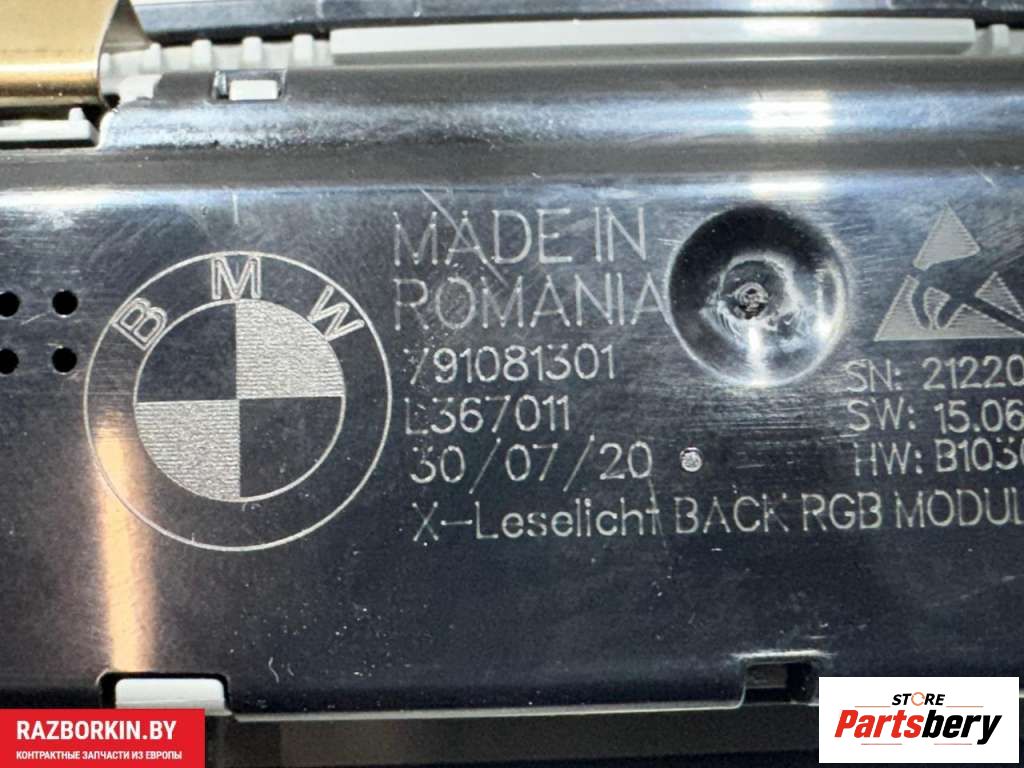 BMW
MADE IN
ROMANIA
791081301
L367011
30/07/20
X-Leselicht BACK RGB MODUL
SN: 21220
SW: 15.06
HW: B1030
RAZBORKIN.BY
КОНТРАКТНЫЕ ЗАПЧАСТИ ИЗ ЕВРОПЫ
STORE
Partsbery